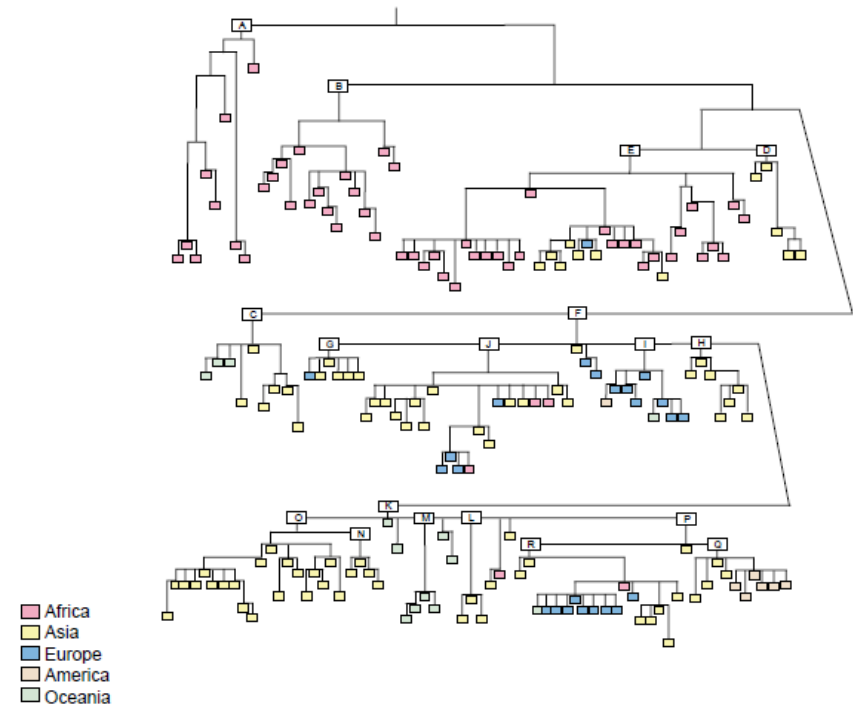 A
B
E D
C F
G J I H
K
O M L P
N R Q
Africa
Asia
Europe
America
Oceania